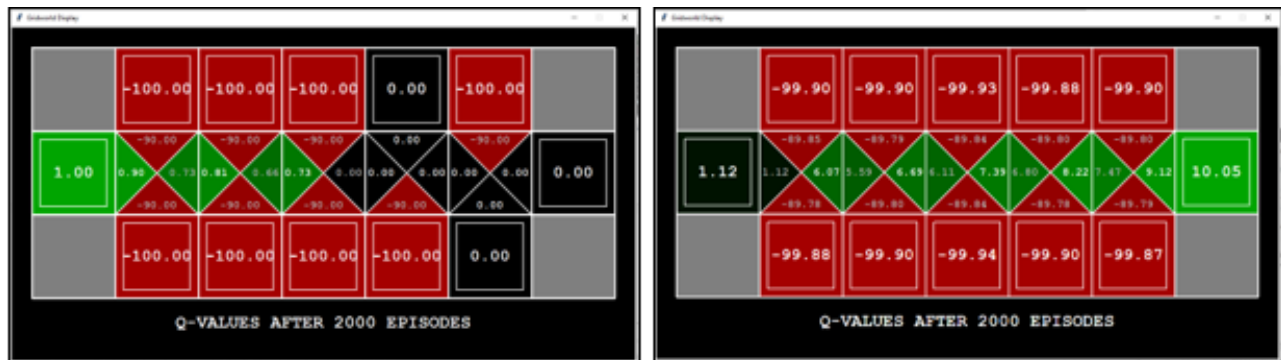 Gridworld Display
-100.00 -100.00 -100.00 0.00 -100.00
-90.00 -90.00 -90.00 0.00 -90.00
1.00 0.90 0.73 0.81 0.66 0.73 0.00 0.00 0.00 0.00 0.00 0.00
-90.00 -90.00 -90.00 -90.00 0.00
-100.00 -100.00 -100.00 -100.00 0.00
Q-VALUES AFTER 2000 EPISODES
Gridworld Display
-99.90 -99.90 -99.93 -99.88 -99.90
-89.85 -89.79 -89.84 -89.80 -89.80
1.12 1.12 6.07 5.59 6.69 6.11 7.39 6.80 8.22 7.47 9.12 10.05
-89.78 -89.80 -89.84 -89.78 -89.79
-99.88 -99.90 -99.94 -99.90 -99.87
Q-VALUES AFTER 2000 EPISODES